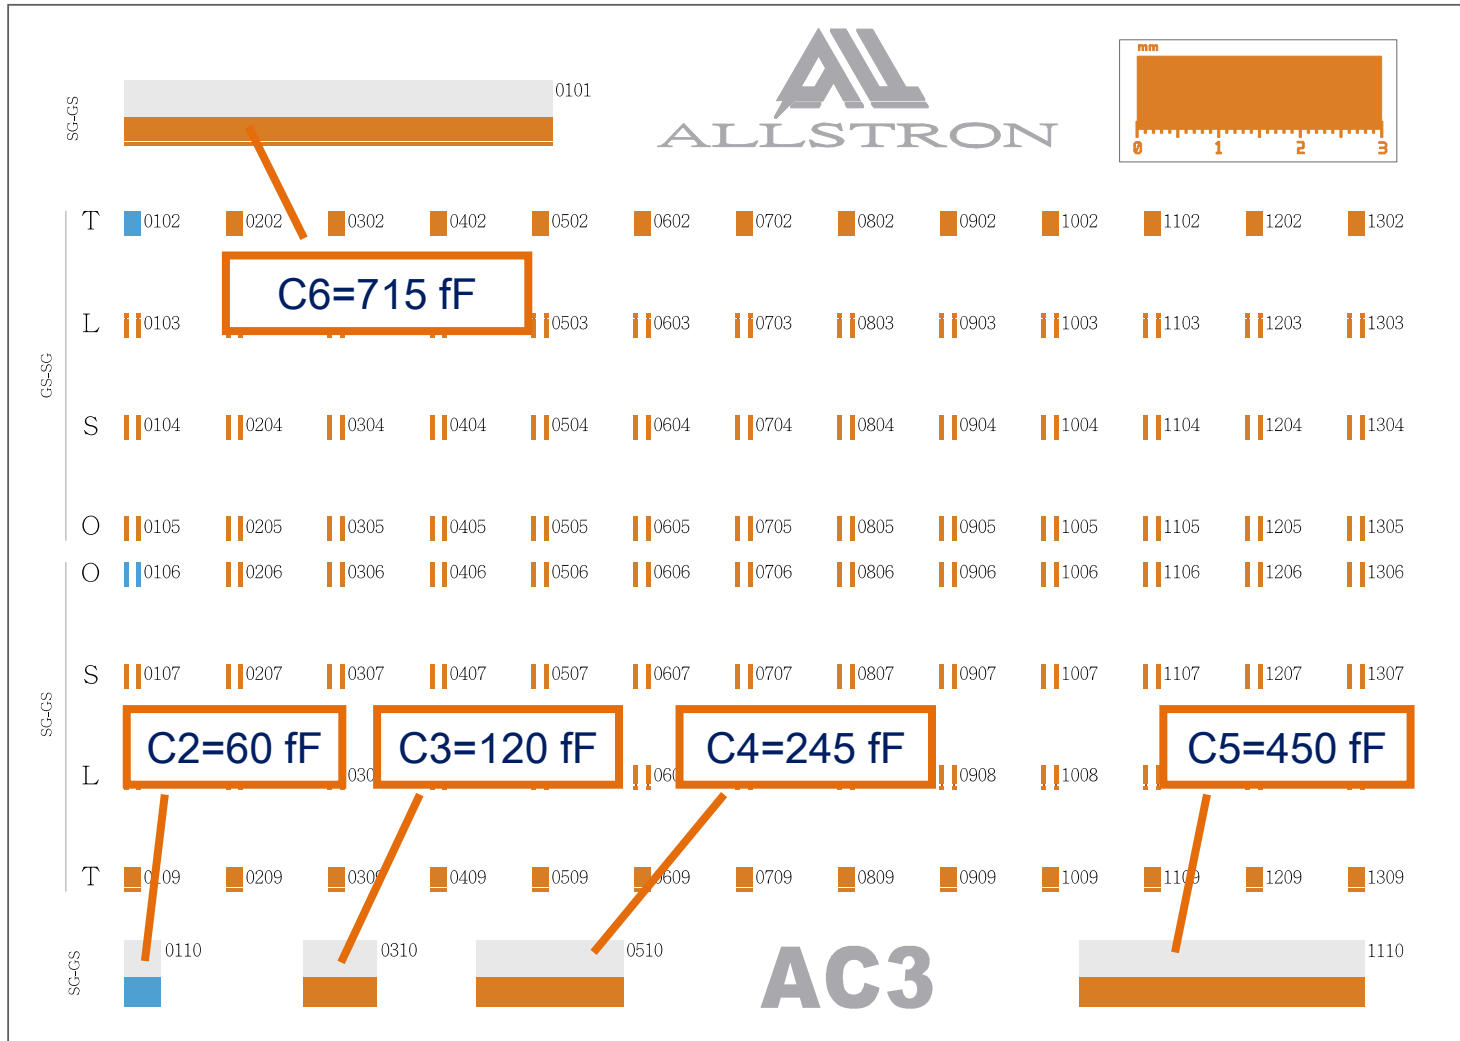 SG-GS
0101
ALLSTRON
mm
0 1 2 3
GS-SG
T 0102 0202 0302 0402 0502 0602 0702 0802 0902 1002 1102 1202 1302
C6=715 fF
L 0103 0503 0603 0703 0803 0903 1003 1103 1203 1303
S 0104 0204 0304 0404 0504 0604 0704 0804 0904 1004 1104 1204 1304
O 0105 0205 0305 0405 0505 0605 0705 0805 0905 1005 1105 1205 1305
SG-GS
O 0106 0206 0306 0406 0506 0606 0706 0806 0906 1006 1106 1206 1306
S 0107 0207 0307 0407 0507 0607 0707 0807 0907 1007 1107 1207 1307
C2=60 fF C3=120 fF C4=245 fF C5=450 fF
L 0908 1008
T 0109 0209 0309 0409 0509 0609 0709 0809 0909 1009 1109 1209 1309
SG-GS
0110 0310 0510 1110
AC3